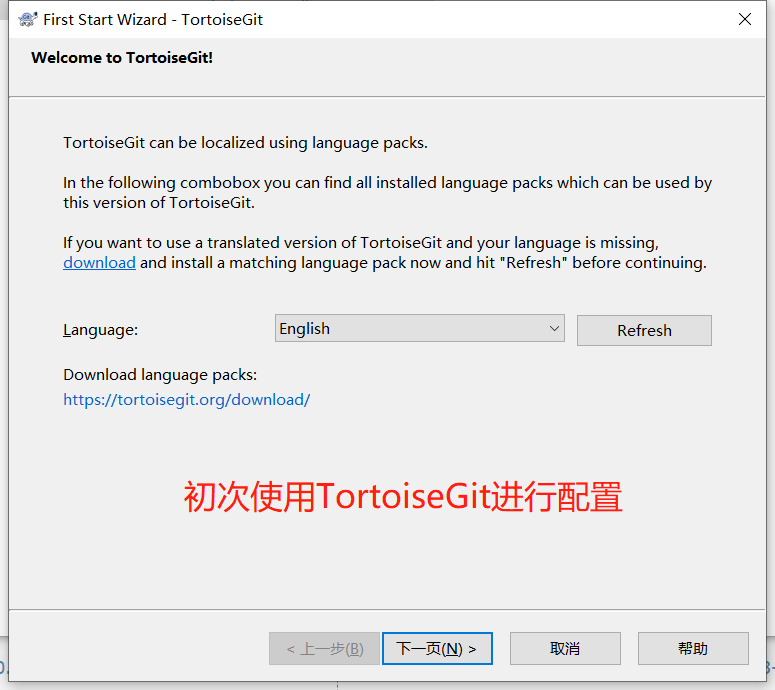 First Start Wizard - TortoiseGit
Welcome to TortoiseGit!
TortoiseGit can be localized using language packs.
In the following combobox you can find all installed language packs which can be used by
this version of TortoiseGit.
If you want to use a translated version of TortoiseGit and your language is missing,
download and install a matching language pack now and hit "Refresh" before continuing.
Language: English Refresh
Download language packs:
https://tortoisegit.org/download/
初次使用TortoiseGit进行配置
< 上一步(B) 下一页(N) > 取消 帮助